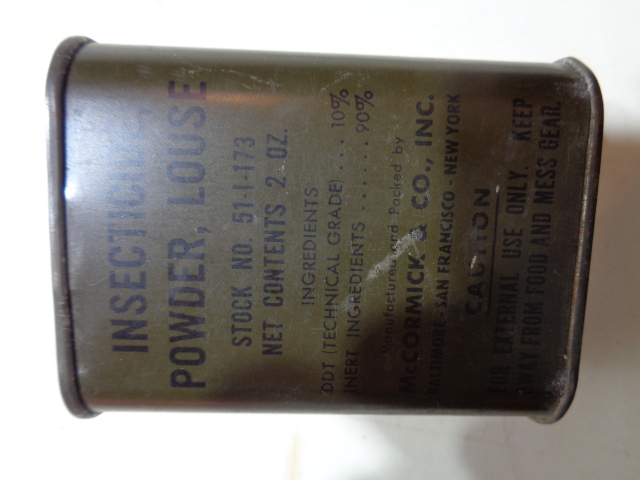 INSECTICIDE,
POWDER, LOUSE
STOCK NO. 51-I-173
NET CONTENTS 2 OZ.
INGREDIENTS
DDT (TECHNICAL GRADE) ... 10%
INERT INGREDIENTS ...... 90%
Manufactured and Packed by
McCORMICK & CO., INC.
BALTIMORE - SAN FRANCISCO - NEW YORK
CAUTION
FOR EXTERNAL USE ONLY. KEEP
AWAY FROM FOOD AND MESS GEAR.